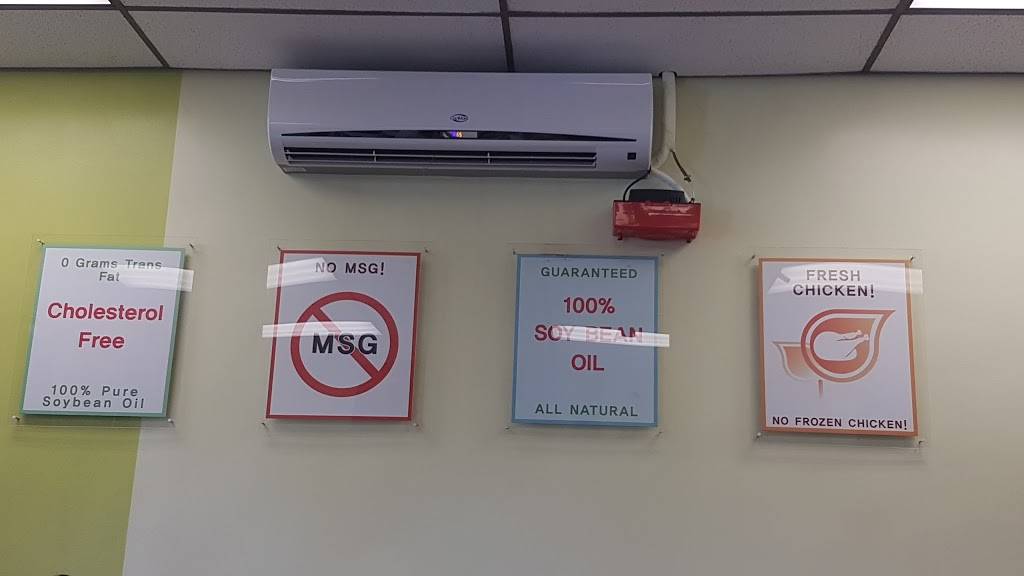 0 Grams Trans
Fat
Cholesterol
Free
100% Pure
Soybean Oil
NO MSG!
MSG
GUARANTEED
100%
SOY BEAN
OIL
ALL NATURAL
FRESH
CHICKEN!
NO FROZEN CHICKEN!